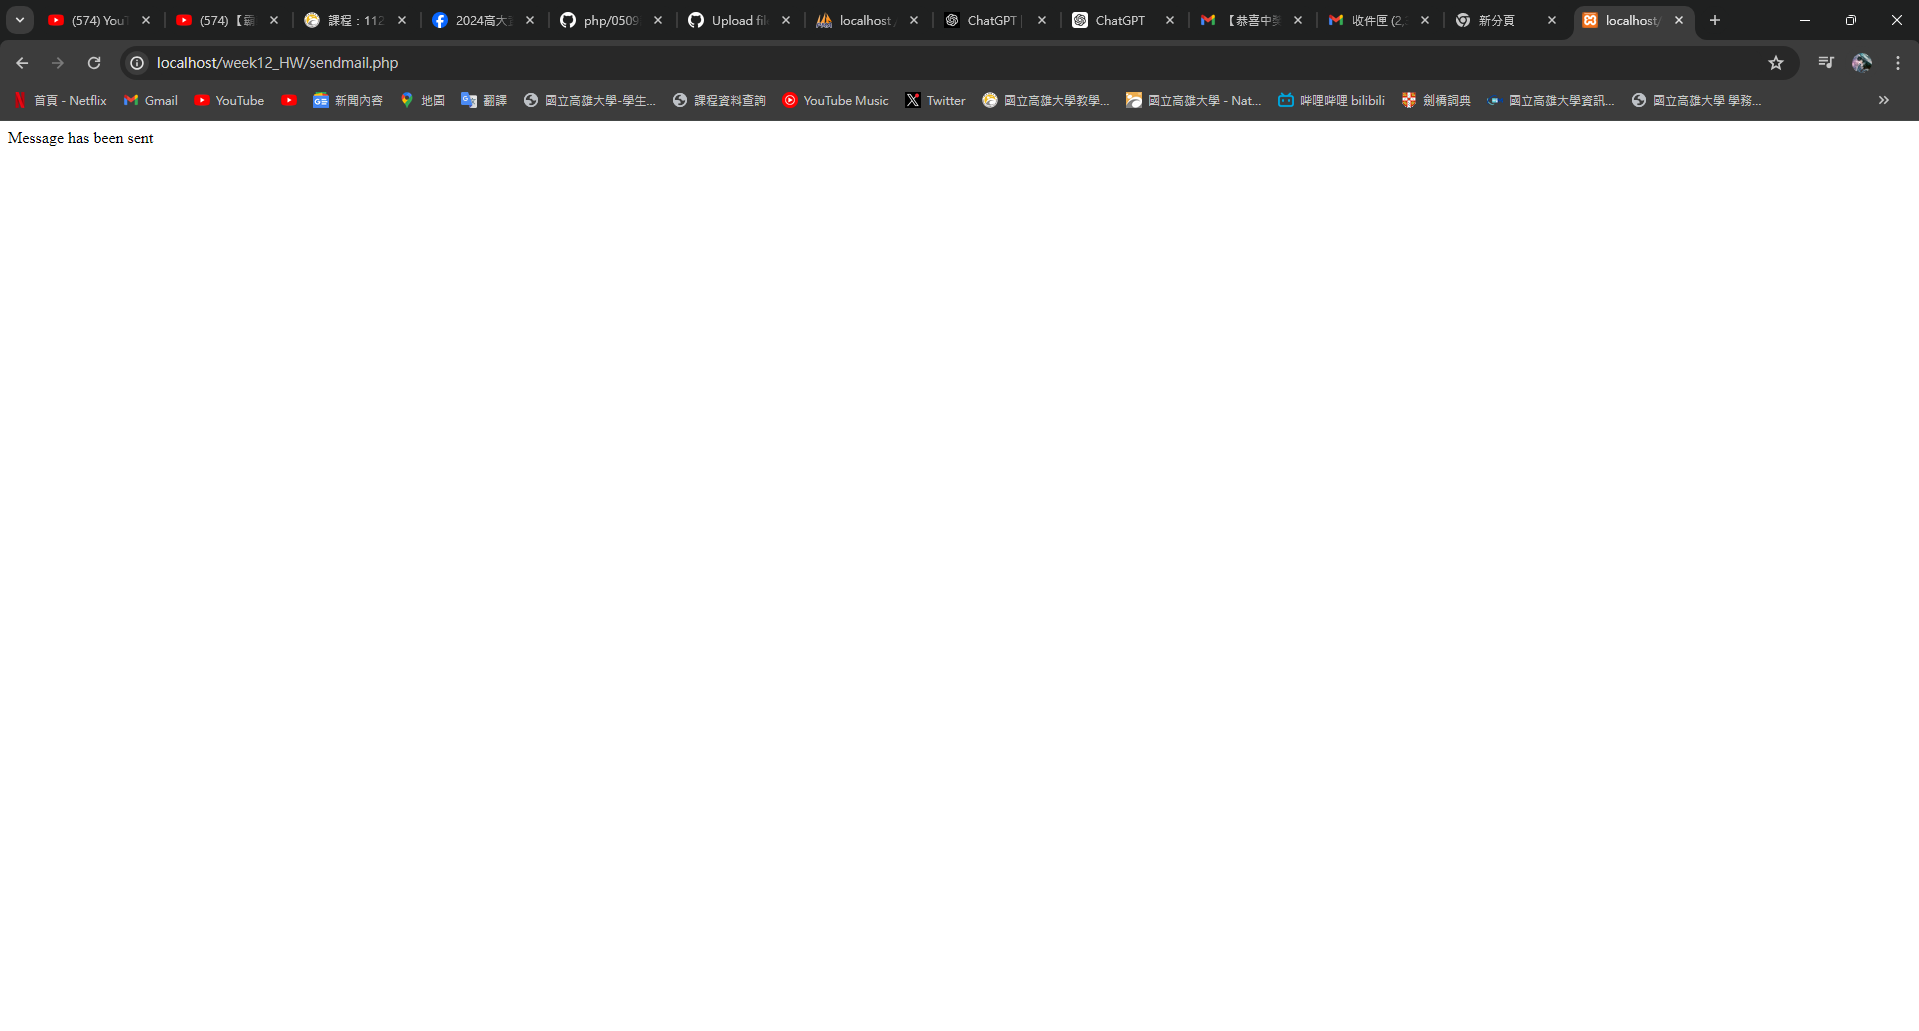 (574) YouT
(574)【霸
課程：112
2024高大
php/0509
Upload fil
localhost /
ChatGPT |
ChatGPT
【恭喜中獎
收件匣 (2,
新分頁
localhost/
localhost/week12_HW/sendmail.php
首頁 - Netflix
Gmail
YouTube
新聞內容
地圖
翻譯
國立高雄大學-學生...
課程資料查詢
YouTube Music
Twitter
國立高雄大學教學...
國立高雄大學 - Nat...
嗶哩嗶哩 bilibili
劍橋詞典
國立高雄大學資訊...
國立高雄大學 學務...
Message has been sent